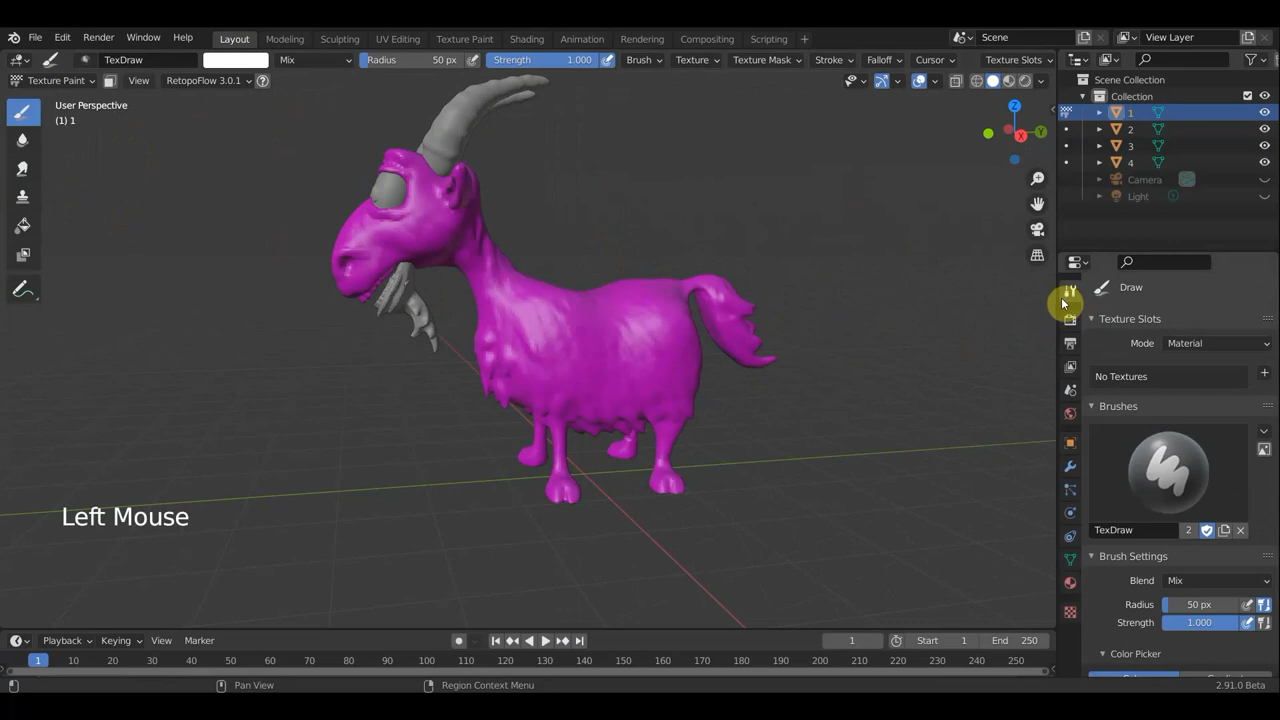 File Edit Render Window Help Layout Modeling Sculpting UV Editing Texture Paint Shading Animation Rendering Compositing Scripting + Scene View Layer
TexDraw Mix Radius 50 px Strength 1.000 Brush Texture Texture Mask Stroke Falloff Cursor Texture Slots
Texture Paint View RetopoFlow 3.0.1
Scene Collection
User Perspective
(1) 1
Collection
1
2
3
4
Camera
Light
Z
Y
X
Draw
Texture Slots
Mode Material
No Textures
Brushes
TexDraw 2
Left Mouse
Brush Settings
Blend Mix
Radius 50 px
Strength 1.000
Color Picker
Playback Keying View Marker 1 Start 1 End 250
1 10 20 30 40 50 60 70 80 90 100 110 120 130 140 150 160 170 180 190 200 210 220 230 240 250
Pan View Region Context Menu 2.91.0 Beta